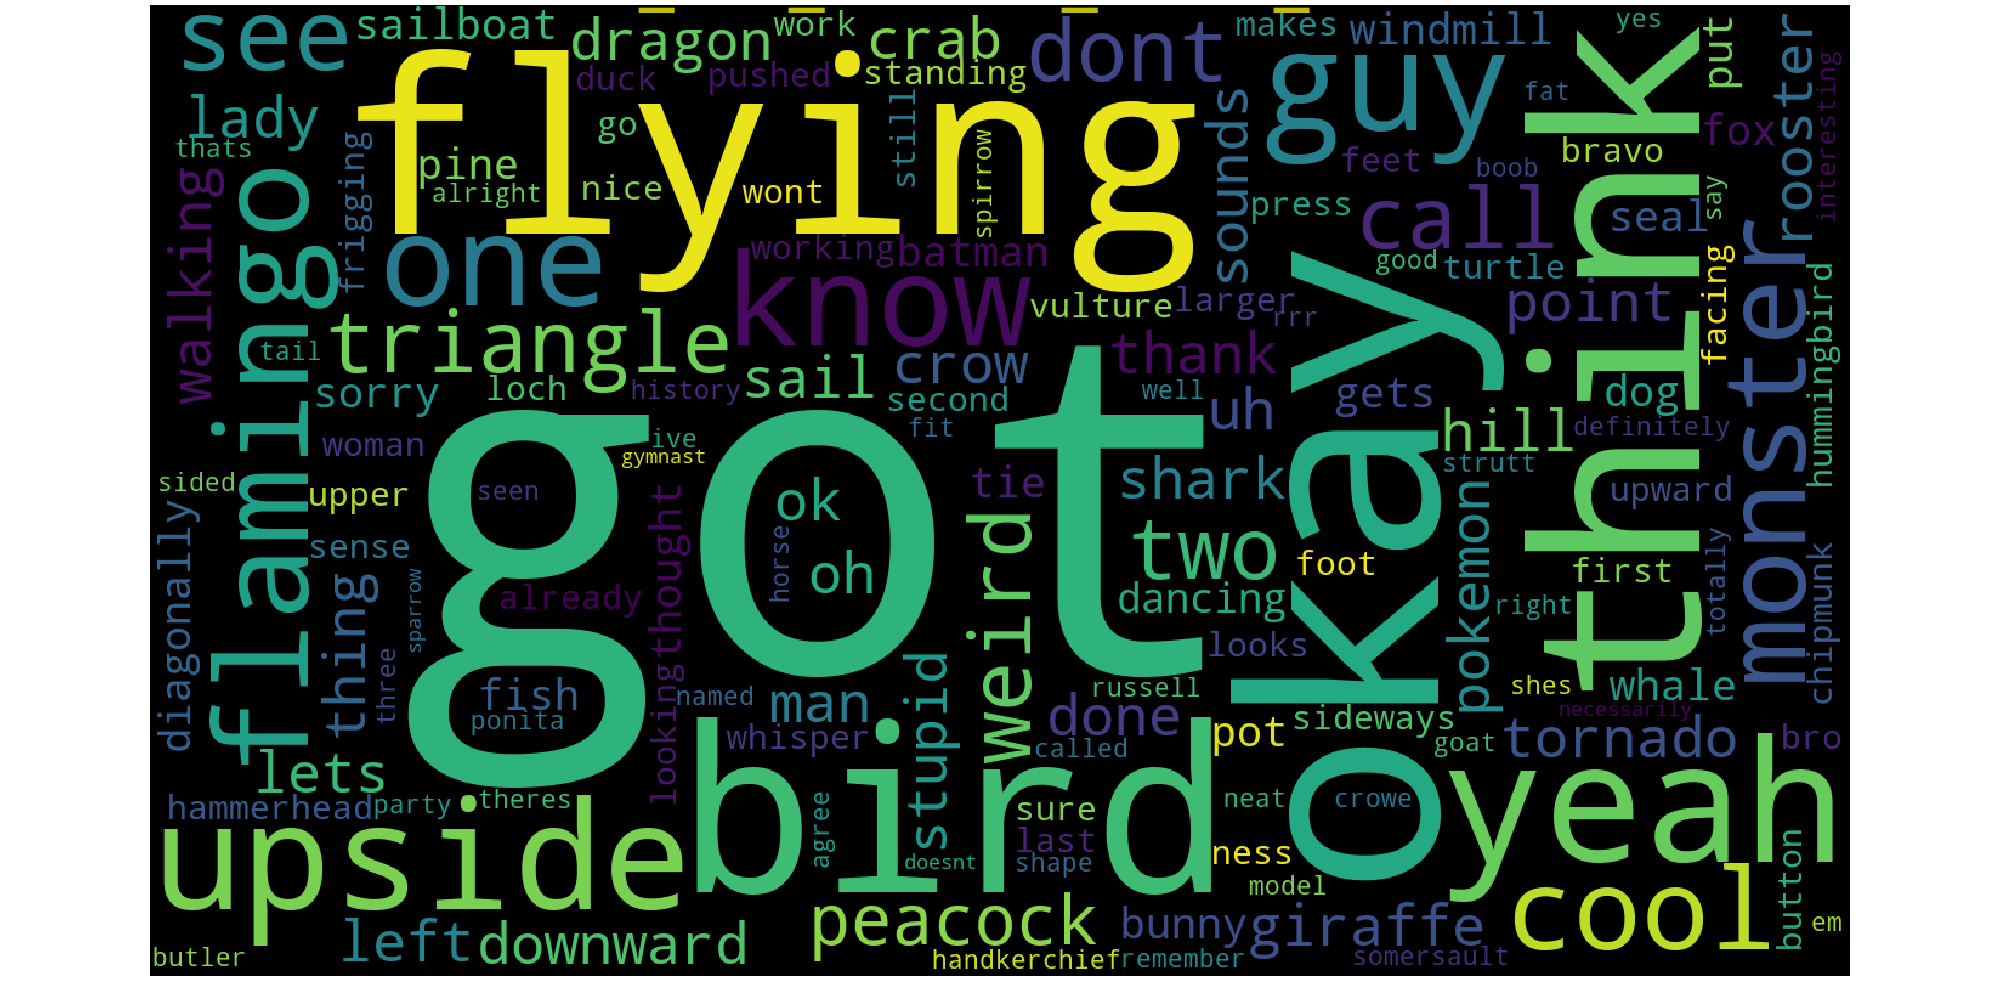 see
sailboat
dragon
work
crab
dont
makes
windmill
yes
put
rooster
interesting
duck
pushed
standing
guy
fat
think
fox
flying
lady
thats
frigging
go
still
spirrow
sounds
feet
boob
bravo
say
seal
pine
alright
nice
wont
press
call
walking
flamingo
one
working
batman
know
vulture
larger
rrr
good
turtle
point
facing
monster
hummingbird
tail
triangle
loch
history
sail
crow
second
fit
thank
well
uh
okay
gets
hill
dog
definitely
sorry
woman
ive
gymnast
got
sided
upper
seen
ok
oh
horse
tie
shark
strutt
upward
diagonally
sense
thing
sparrow
already
thought
weird
two
dancing
foot
pokemon
first
right
totally
chipmunk
three
fish
ponita
looking
named
man
whisper
stupid
russell
looks
done
called
pot
sideways
goat
shes
whale
necessarily
tornado
bro
lets
hammerhead
party
theres
bird
agree
doesnt
sure
last
shape
neat
ness
model
crowe
yeah
upside
left
downward
peacock
bunny
giraffe
cool
button
em
butler
handkerchief
remember
somersault